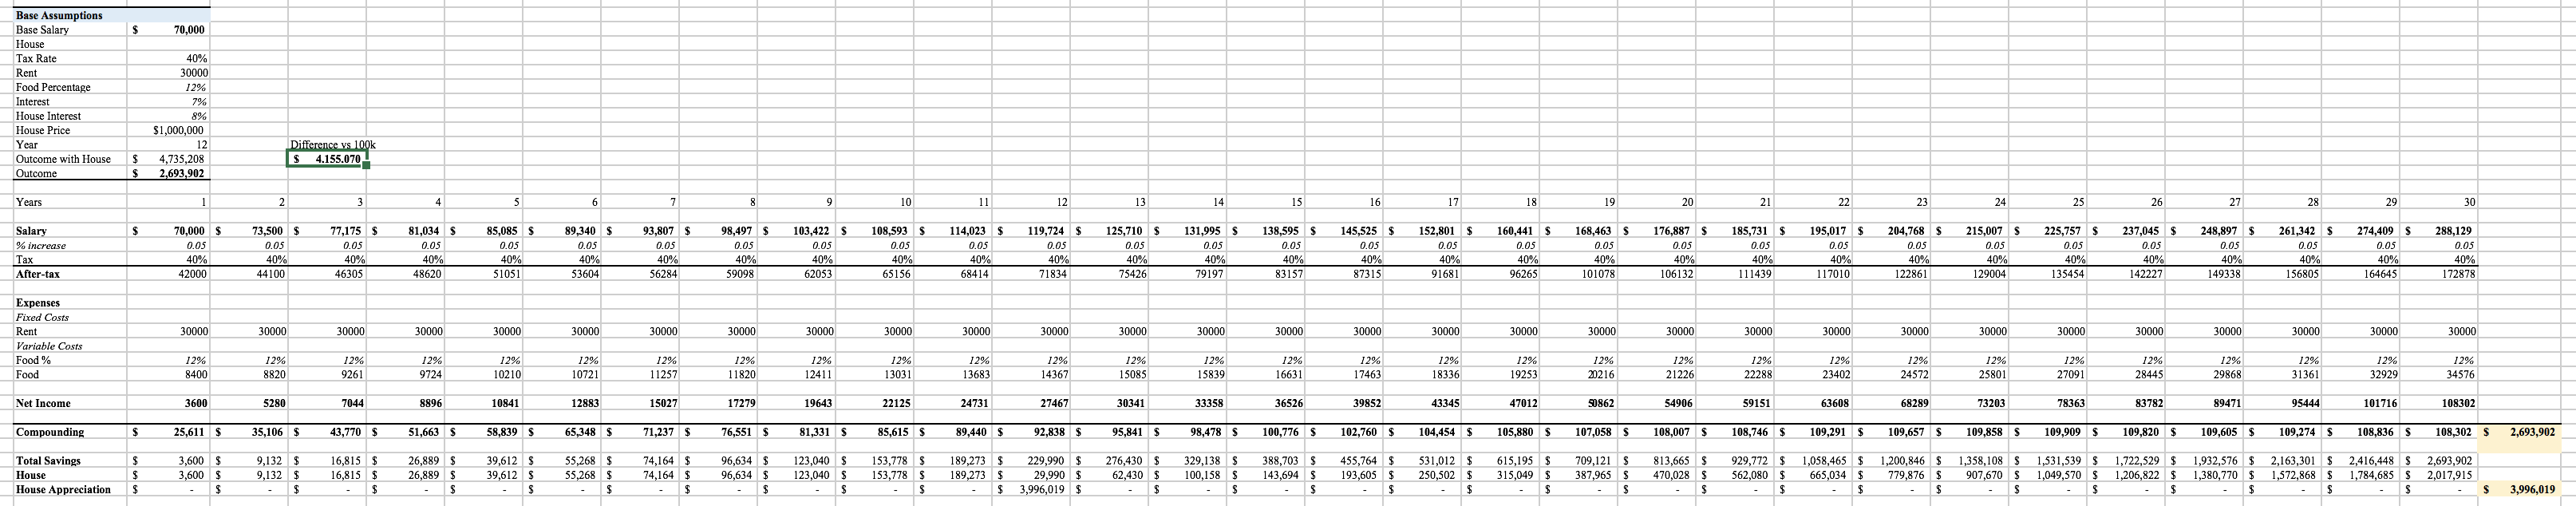 Base Assumptions
Base Salary $ 70,000
House
Tax Rate 40%
Rent 30000
Food Percentage 12%
Interest 7%
House Interest 8%
House Price $1,000,000
Year 12 Difference vs 100k
Outcome with House $ 4,735,208 $ 4.155.070
Outcome $ 2,693,902
Years 1 2 3 4 5 6 7 8 9 10 11 12 13 14 15 16 17 18 19 20 21 22 23 24 25 26 27 28 29 30
Salary $ 70,000 $ 73,500 $ 77,175 $ 81,034 $ 85,085 $ 89,340 $ 93,807 $ 98,497 $ 103,422 $ 108,593 $ 114,023 $ 119,724 $ 125,710 $ 131,995 $ 138,595 $ 145,525 $ 152,801 $ 160,441 $ 168,463 $ 176,887 $ 185,731 $ 195,017 $ 204,768 $ 215,007 $ 225,757 $ 237,045 $ 248,897 $ 261,342 $ 274,409 $ 288,129
% increase 0.05 0.05 0.05 0.05 0.05 0.05 0.05 0.05 0.05 0.05 0.05 0.05 0.05 0.05 0.05 0.05 0.05 0.05 0.05 0.05 0.05 0.05 0.05 0.05 0.05 0.05 0.05 0.05 0.05 0.05
Tax 40% 40% 40% 40% 40% 40% 40% 40% 40% 40% 40% 40% 40% 40% 40% 40% 40% 40% 40% 40% 40% 40% 40% 40% 40% 40% 40% 40% 40% 40%
After-tax 42000 44100 46305 48620 51051 53604 56284 59098 62053 65156 68414 71834 75426 79197 83157 87315 91681 96265 101078 106132 111439 117010 122861 129004 135454 142227 149338 156805 164645 172878
Expenses
Fixed Costs
Rent 30000 30000 30000 30000 30000 30000 30000 30000 30000 30000 30000 30000 30000 30000 30000 30000 30000 30000 30000 30000 30000 30000 30000 30000 30000 30000 30000 30000 30000 30000
Variable Costs
Food % 12% 12% 12% 12% 12% 12% 12% 12% 12% 12% 12% 12% 12% 12% 12% 12% 12% 12% 12% 12% 12% 12% 12% 12% 12% 12% 12% 12% 12% 12%
Food 8400 8820 9261 9724 10210 10721 11257 11820 12411 13031 13683 14367 15085 15839 16631 17463 18336 19253 20216 21226 22288 23402 24572 25801 27091 28445 29868 31361 32929 34576
Net Income 3600 5280 7044 8896 10841 12883 15027 17279 19643 22125 24731 27467 30341 33358 36526 39852 43345 47012 50862 54906 59151 63608 68289 73203 78363 83782 89471 95444 101716 108302
Compounding $ 25,611 $ 35,106 $ 43,770 $ 51,663 $ 58,839 $ 65,348 $ 71,237 $ 76,551 $ 81,331 $ 85,615 $ 89,440 $ 92,838 $ 95,841 $ 98,478 $ 100,776 $ 102,760 $ 104,454 $ 105,880 $ 107,058 $ 108,007 $ 108,746 $ 109,291 $ 109,657 $ 109,858 $ 109,909 $ 109,820 $ 109,605 $ 109,274 $ 108,836 $ 108,302 $ 2,693,902
Total Savings $ 3,600 $ 9,132 $ 16,815 $ 26,889 $ 39,612 $ 55,268 $ 74,164 $ 96,634 $ 123,040 $ 153,778 $ 189,273 $ 229,990 $ 276,430 $ 329,138 $ 388,703 $ 455,764 $ 531,012 $ 615,195 $ 709,121 $ 813,665 $ 929,772 $ 1,058,465 $ 1,200,846 $ 1,358,108 $ 1,531,539 $ 1,722,529 $ 1,932,576 $ 2,163,301 $ 2,416,448 $ 2,693,902
House $ 3,600 $ 9,132 $ 16,815 $ 26,889 $ 39,612 $ 55,268 $ 74,164 $ 96,634 $ 123,040 $ 153,778 $ 189,273 $ 29,990 $ 62,430 $ 100,158 $ 143,694 $ 193,605 $ 250,502 $ 315,049 $ 387,965 $ 470,028 $ 562,080 $ 665,034 $ 779,876 $ 907,670 $ 1,049,570 $ 1,206,822 $ 1,380,770 $ 1,572,868 $ 1,784,685 $ 2,017,915
House Appreciation $ - $ - $ - $ - $ - $ - $ - $ - $ - $ - $ - $ 3,996,019 $ - $ - $ - $ - $ - $ - $ - $ - $ - $ - $ - $ - $ - $ - $ - $ - $ - $ - $ 3,996,019